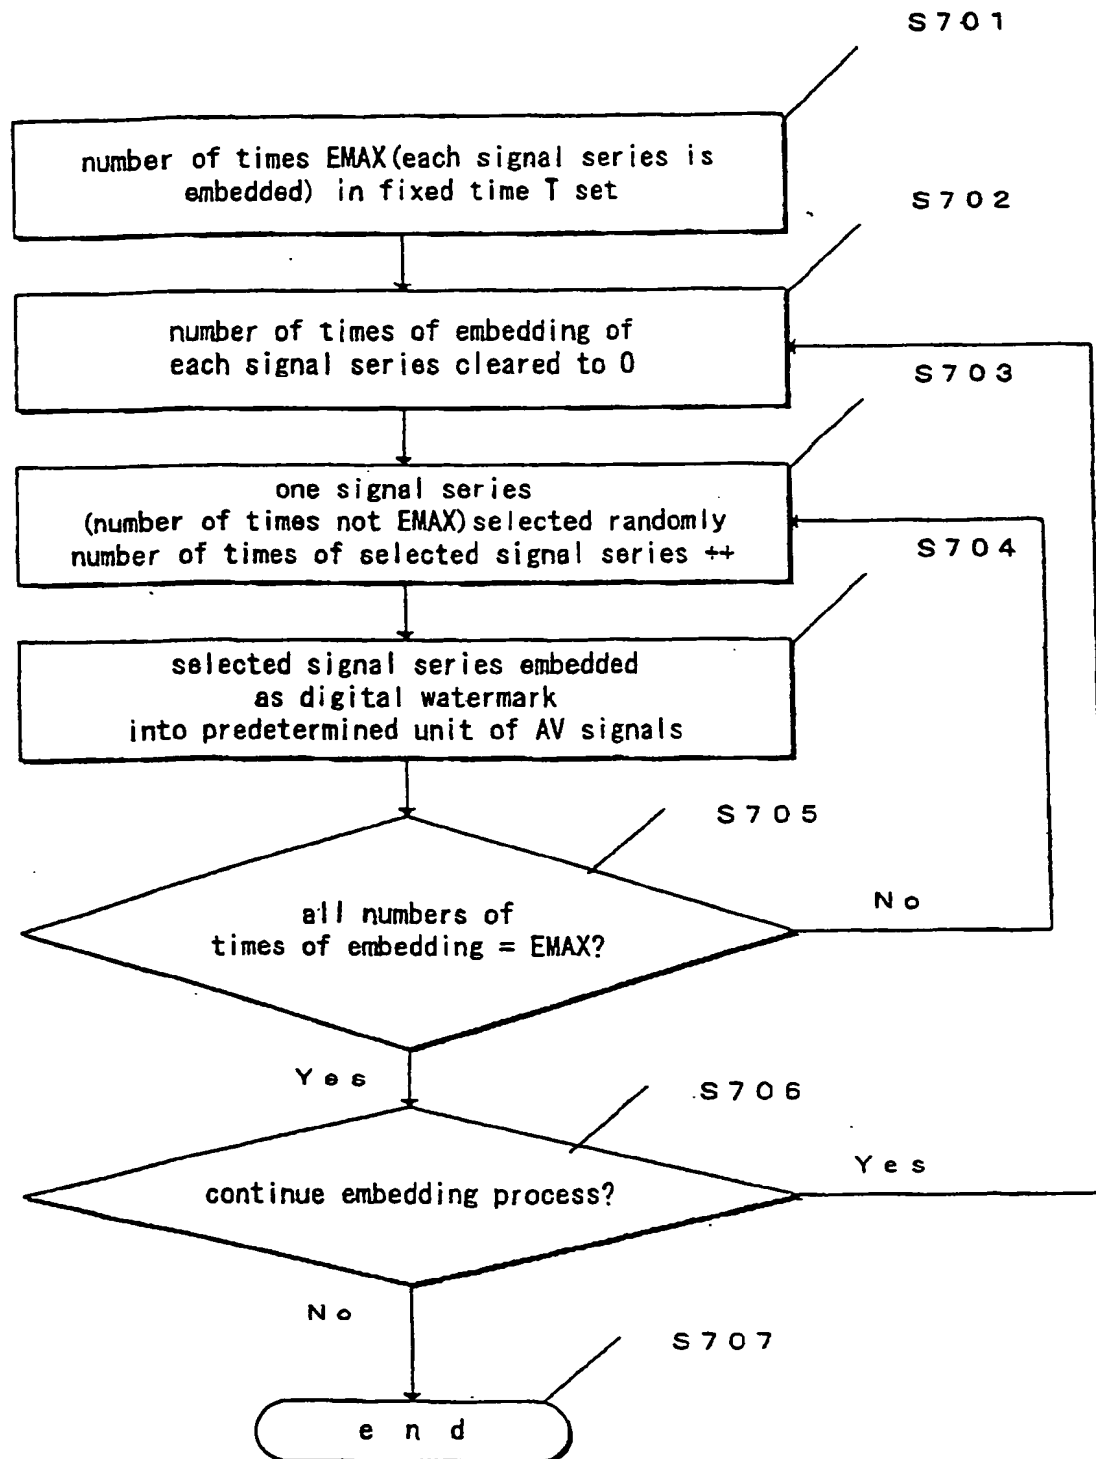 S701
number of times EMAX(each signal series is
embedded) in fixed time T set
S702
number of times of embedding of
each signal series cleared to 0
S703
one signal series
(number of times not EMAX)selected randomly
number of times of selected signal series ++
S704
selected signal series embedded
as digital watermark
into predetermined unit of AV signals
S705
all numbers of
times of embedding = EMAX?
No
Yes
S706
continue embedding process?
Yes
No
S707
end